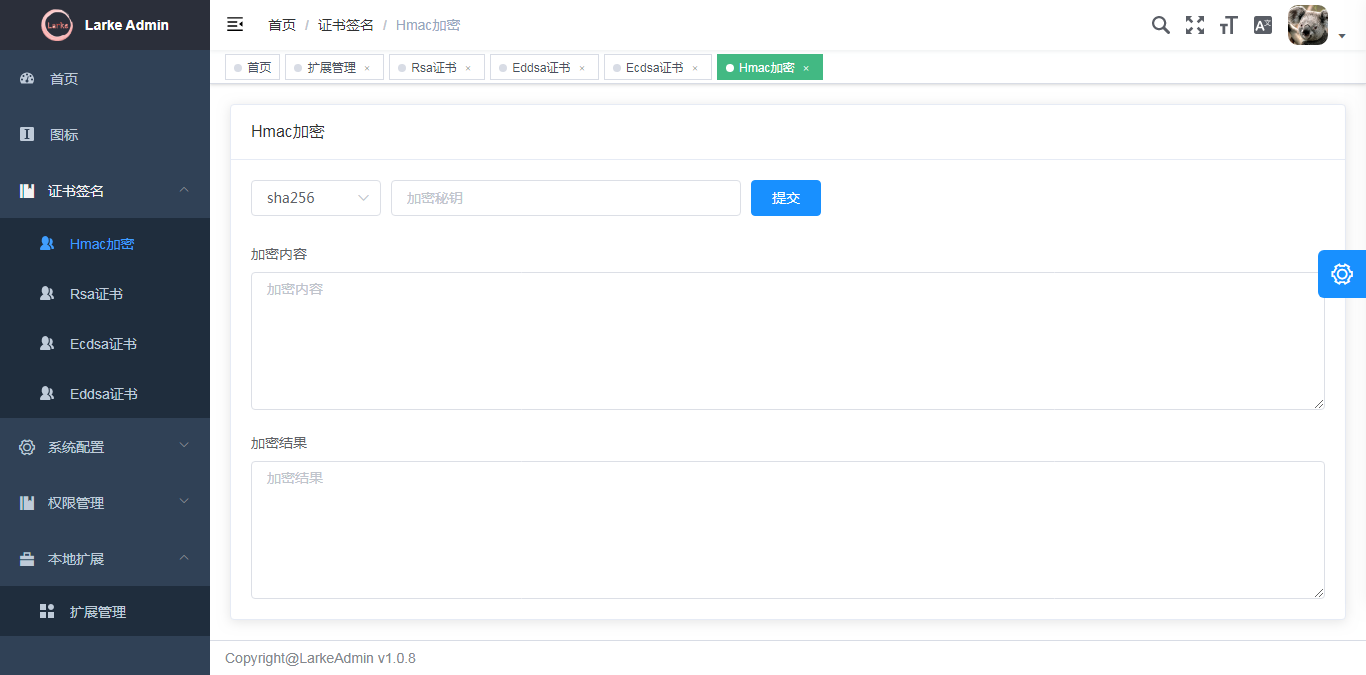 Larke
Larke Admin
首页 / 证书签名 / Hmac加密
首页
扩展管理 ×
Rsa证书 ×
Eddsa证书 ×
Ecdsa证书 ×
Hmac加密 ×
首页
图标
证书签名
Hmac加密
Rsa证书
Ecdsa证书
Eddsa证书
系统配置
权限管理
本地扩展
扩展管理
Hmac加密
sha256
加密秘钥
提交
加密内容
加密内容
加密结果
加密结果
Copyright@LarkeAdmin v1.0.8